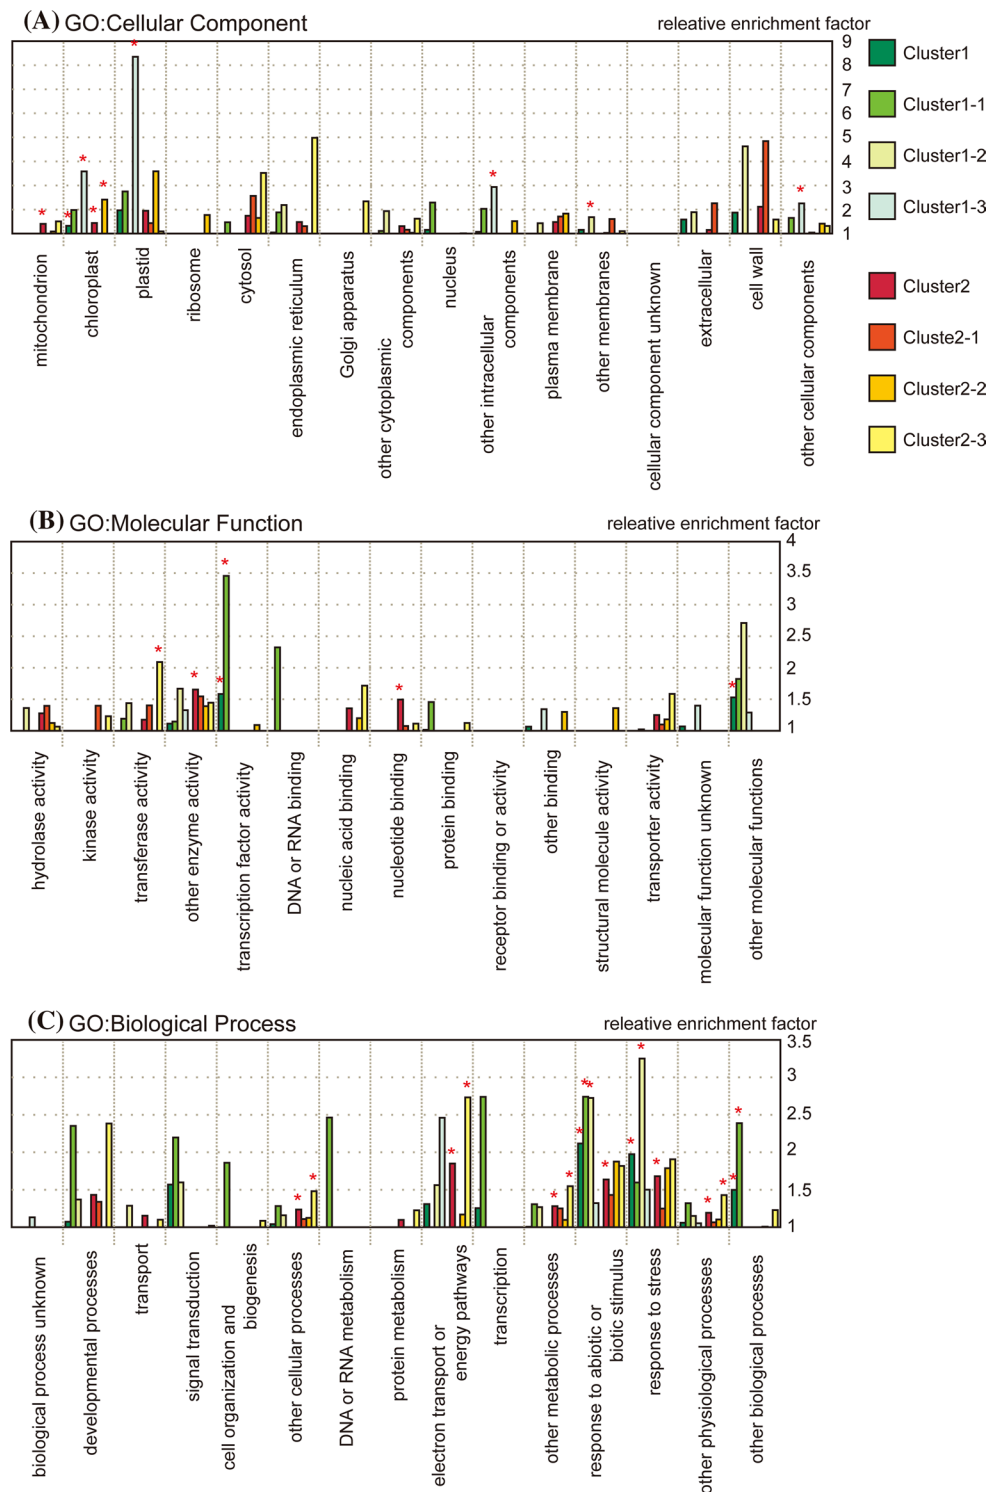 (A) GO:Cellular Component
releative enrichment factor
9
8
7
6
5
4
3
2
1
mitochondrion
chloroplast
plastid
ribosome
cytosol
endoplasmic reticulum
Golgi apparatus
other cytoplasmic
components
nucleus
other intracellular
components
plasma membrane
other membranes
cellular component unknown
extracellular
cell wall
other cellular components
Cluster1
Cluster1-1
Cluster1-2
Cluster1-3
Cluster2
Cluste2-1
Cluster2-2
Cluster2-3
(B) GO:Molecular Function
releative enrichment factor
4
3.5
3
2.5
2
1.5
1
hydrolase activity
kinase activity
transferase activity
other enzyme activity
transcription factor activity
DNA or RNA binding
nucleic acid binding
nucleotide binding
protein binding
receptor binding or activity
other binding
structural molecule activity
transporter activity
molecular function unknown
other molecular functions
(C) GO:Biological Process
releative enrichment factor
3.5
3
2.5
2
1.5
1
biological process unknown
developmental processes
transport
signal transduction
cell organization and
biogenesis
other cellular processes
DNA or RNA metabolism
protein metabolism
electron transport or
energy pathways
transcription
other metabolic processes
response to abiotic or
biotic stimulus
response to stress
other physiological processes
other biological processes